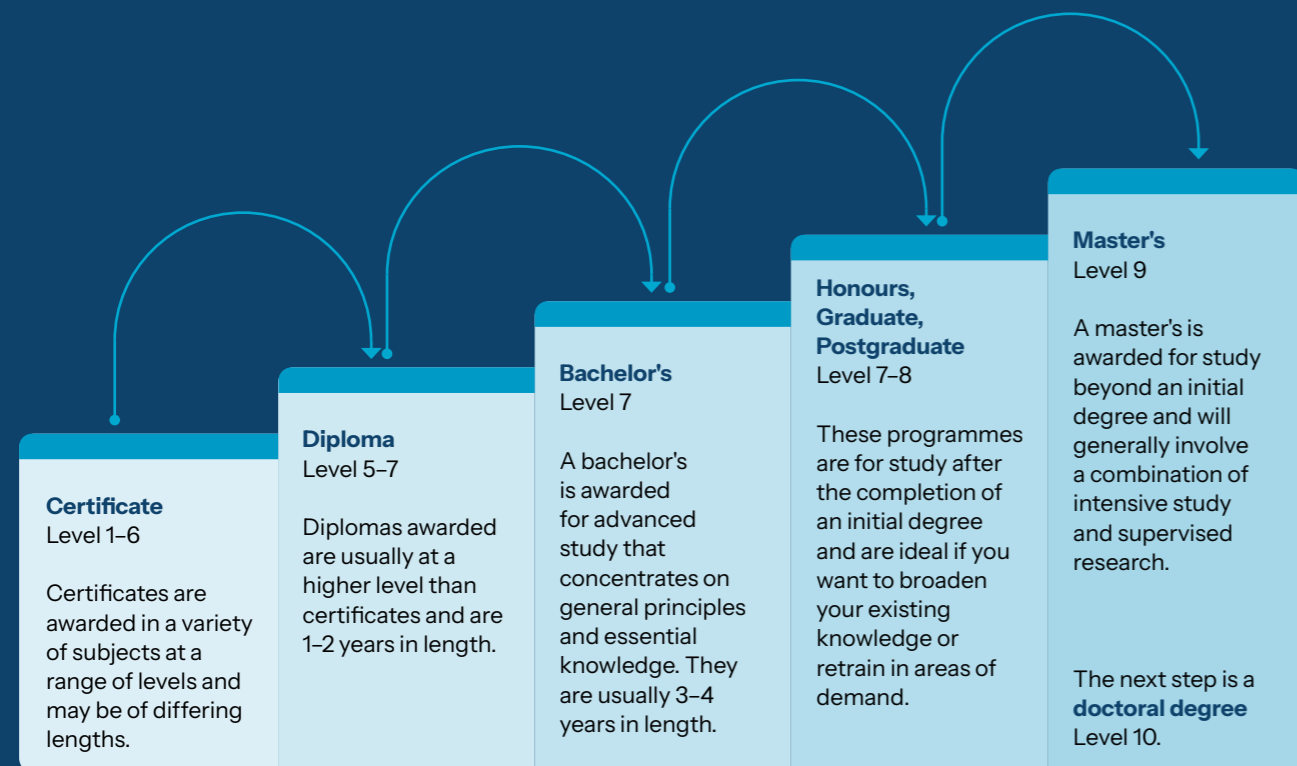 Certificate
Level 1–6
Certificates are
awarded in a variety
of subjects at a
range of levels and
may be of differing
lengths.
Diploma
Level 5–7
Diplomas awarded
are usually at a
higher level than
certificates and are
1–2 years in length.
Bachelor's
Level 7
A bachelor's
is awarded
for advanced
study that
concentrates on
general principles
and essential
knowledge. They
are usually 3–4
years in length.
Honours,
Graduate,
Postgraduate
Level 7–8
These programmes
are for study after
the completion of
an initial degree
and are ideal if you
want to broaden
your existing
knowledge or
retrain in areas of
demand.
Master's
Level 9
A master's is
awarded for study
beyond an initial
degree and will
generally involve
a combination of
intensive study
and supervised
research.
The next step is a
doctoral degree
Level 10.